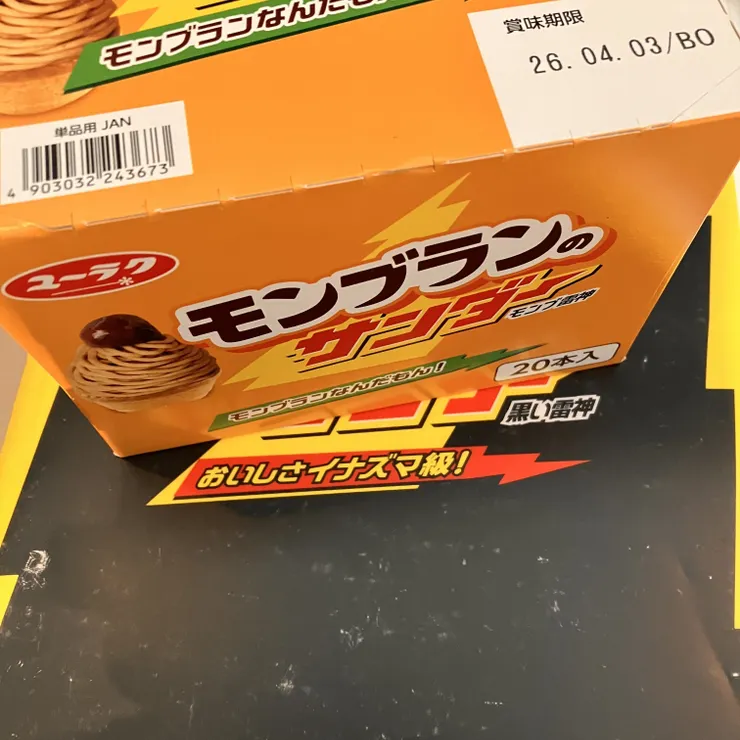 モンブランなんだもん!
賞味期限
26.04.03/BO
単品用 JAN
4 903032 243673
ユーラク
モンブランの
サンダー
モンブ雷神
モンブランなんだもん!
20本入
黒い雷神
おいしさイナズマ級!